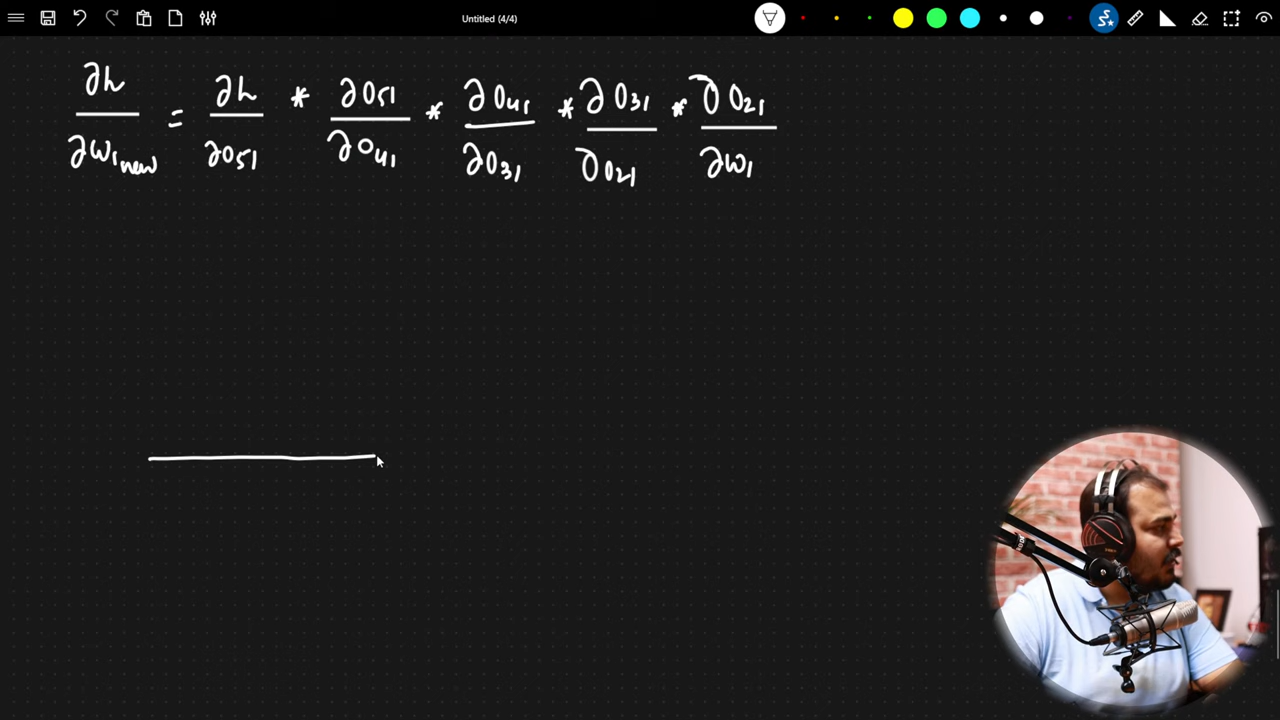 Untitled (4/4)
∂h/∂w₁new = ∂h/∂O₅₁ * ∂O₅₁/∂O₄₁ * ∂O₄₁/∂O₃₁ * ∂O₃₁/∂O₂₁ * ∂O₂₁/∂w₁